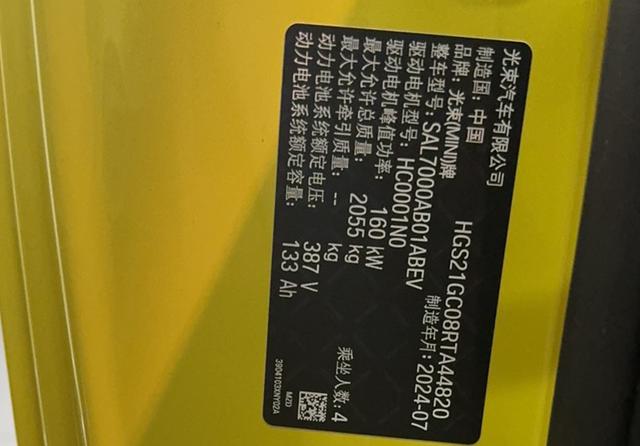 光束汽车有限公司
制造国：中国 HGS21GC08RTA44820
品牌：光束(MINI)牌 制造年月：2024-07
整车型号：SAL7000AB01ABEV
驱动电机型号：HC0001N0
驱动电机峰值功率：160 kW
最大允许总质量：2055 kg
最大允许牵引质量：-- kg 乘坐人数：4
动力电池系统额定电压：387 V
动力电池系统额定容量：133 Ah
MZD
3904103XNY02A